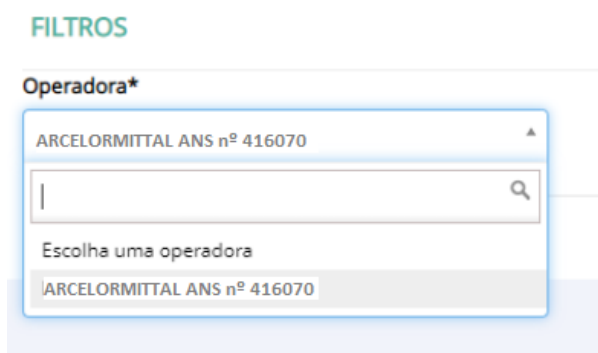 FILTROS
Operadora*
ARCELORMITTAL ANS nº 416070
Escolha uma operadora
ARCELORMITTAL ANS nº 416070